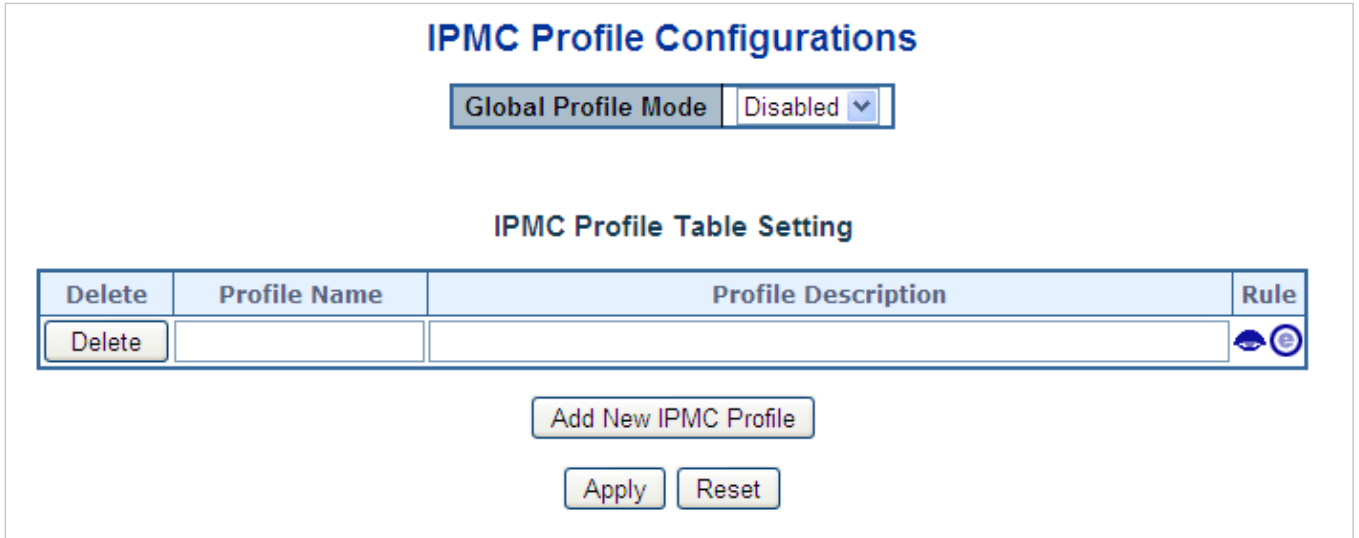 IPMC Profile Configurations
Global Profile Mode Disabled
IPMC Profile Table Setting
Delete Profile Name Profile Description Rule
Delete e
Add New IPMC Profile
Apply Reset